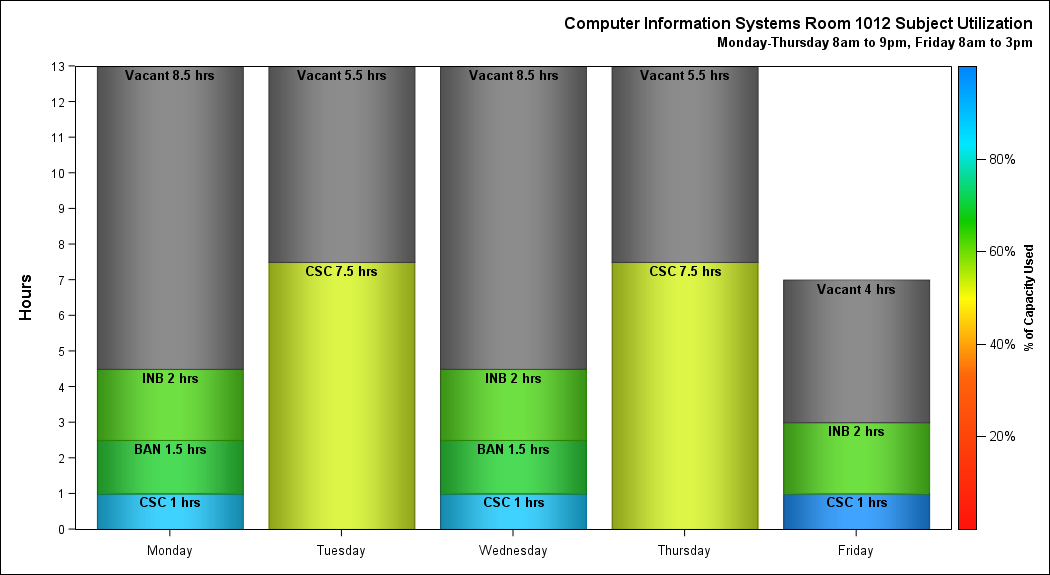 Computer Information Systems Room 1012 Subject Utilization
Monday-Thursday 8am to 9pm, Friday 8am to 3pm
Hours
13
12
11
10
9
8
7
6
5
4
3
2
1
0
Vacant 8.5 hrs
INB 2 hrs
BAN 1.5 hrs
CSC 1 hrs
Vacant 5.5 hrs
CSC 7.5 hrs
Vacant 8.5 hrs
INB 2 hrs
BAN 1.5 hrs
CSC 1 hrs
Vacant 5.5 hrs
CSC 7.5 hrs
Vacant 4 hrs
INB 2 hrs
CSC 1 hrs
Monday
Tuesday
Wednesday
Thursday
Friday
80%
60%
40%
20%
% of Capacity Used